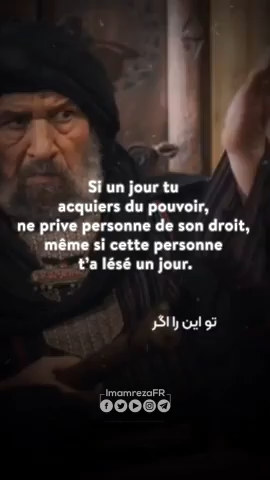 Si un jour tu
acquiers du pouvoir,
ne prive personne de son droit,
même si cette personne
t'a lésé un jour.
تو این را اگر
ImamrezaFR